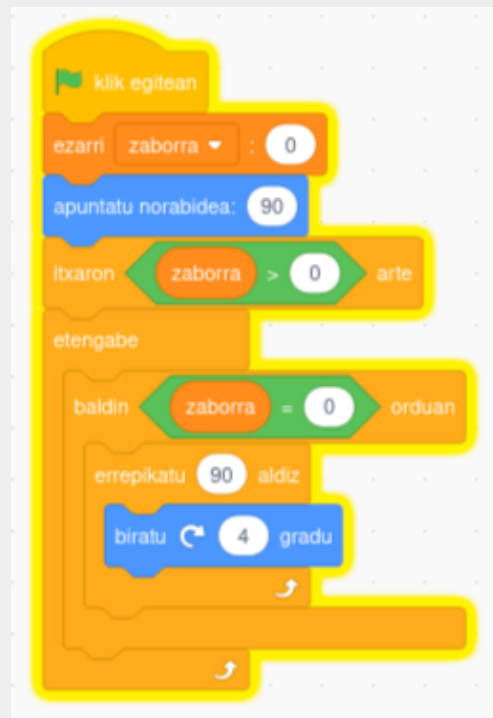 klik egitean
ezarri zaborra : 0
apuntatu norabidea: 90
itxaron zaborra > 0 arte
etengabe
baldin zaborra = 0 orduan
errepikatu 90 aldiz
biratu 4 gradu